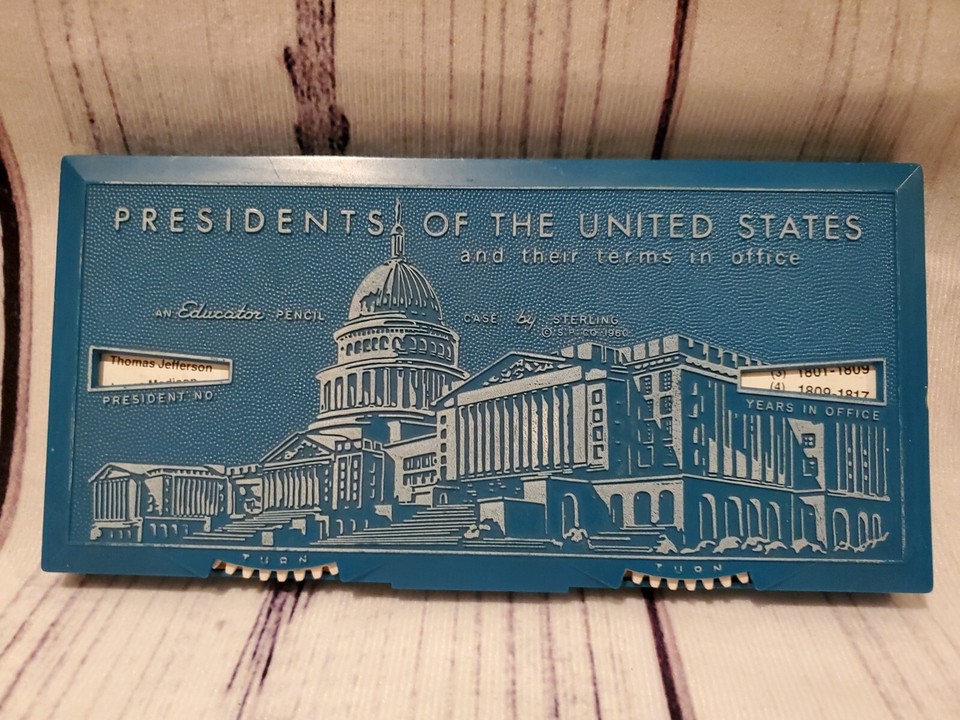 PRESIDENTS OF THE UNITED STATES
and their terms in office
AN Educator PENCIL CASE by STERLING
© S.P. CO. 1960
Thomas Jefferson
Madison
PRESIDENT NO
(3) 1801-1809
(4) 1809-1817
YEARS IN OFFICE
TURN
TURN